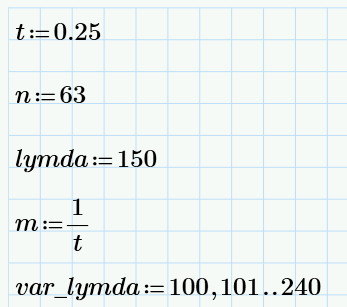 t:=0.25
n:=63
lymda:=150
m:=1/t
var_lymda:=100,101..240